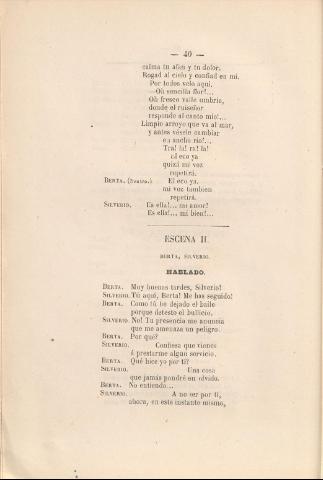 — 40 —
calma tu afan y tu dolor.
Rogad al cielo y confiad en mí.
Por todos velo aquí.
—Oh sencilla flor!...
Oh fresco valle umbrío,
donde el ruiseñor
responde al canto mio!...
Limpio arroyo que va al mar,
y antes vésele cambiar
en ancho rio!...
Tra! la! ra! la!
el eco ya
quizá mi voz
repetirá.
BERTA. (Dentro.) El eco ya,
mi voz tambien
repetirá.
SILVERIO. Es ella!... mi amor!
Es ella!... mi bien!...
ESCENA II.
BERTA, SILVERIO.
HABLADO.
BERTA. Muy buenas tardes, Silverio!
SILVERIO. Tú aquí, Berta! Me has seguido!
BERTA. Como tú he dejado el baile
porque detesto el bullicio.
SILVERIO. No! Tu presencia me anuncia
que me amenaza un peligro.
BERTA. Por qué?
SILVERIO. Confiesa que vienes
á prestarme algun servicio.
BERTA. Qué hice yo por tí?
SILVERIO. Una cosa
que jamás pondré en olvido.
BERTA. No entiendo...
SILVERIO. A no ser por tí,
ahora, en este instante mismo,